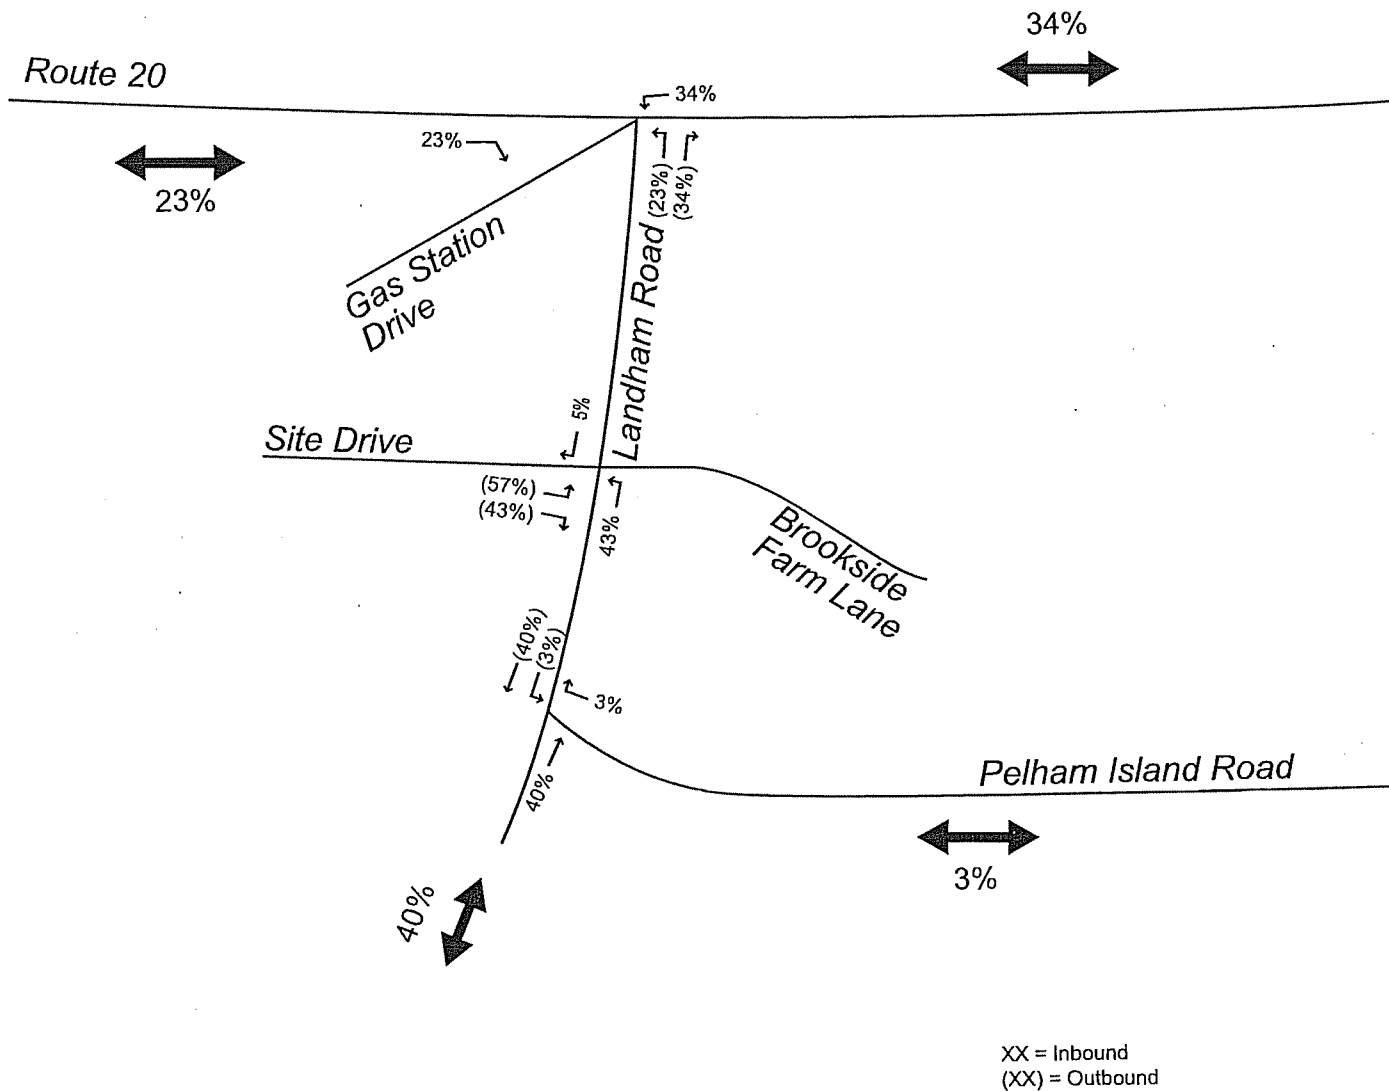 34%
Route 20
34%
23%
23%
(23%)
(34%)
Gas Station
Drive
Landham Road
5%
Site Drive
(57%)
(43%)
43%
Brookside
Farm Lane
(40%)
(3%)
3%
40%
Pelham Island Road
3%
40%
XX = Inbound
(XX) = Outbound